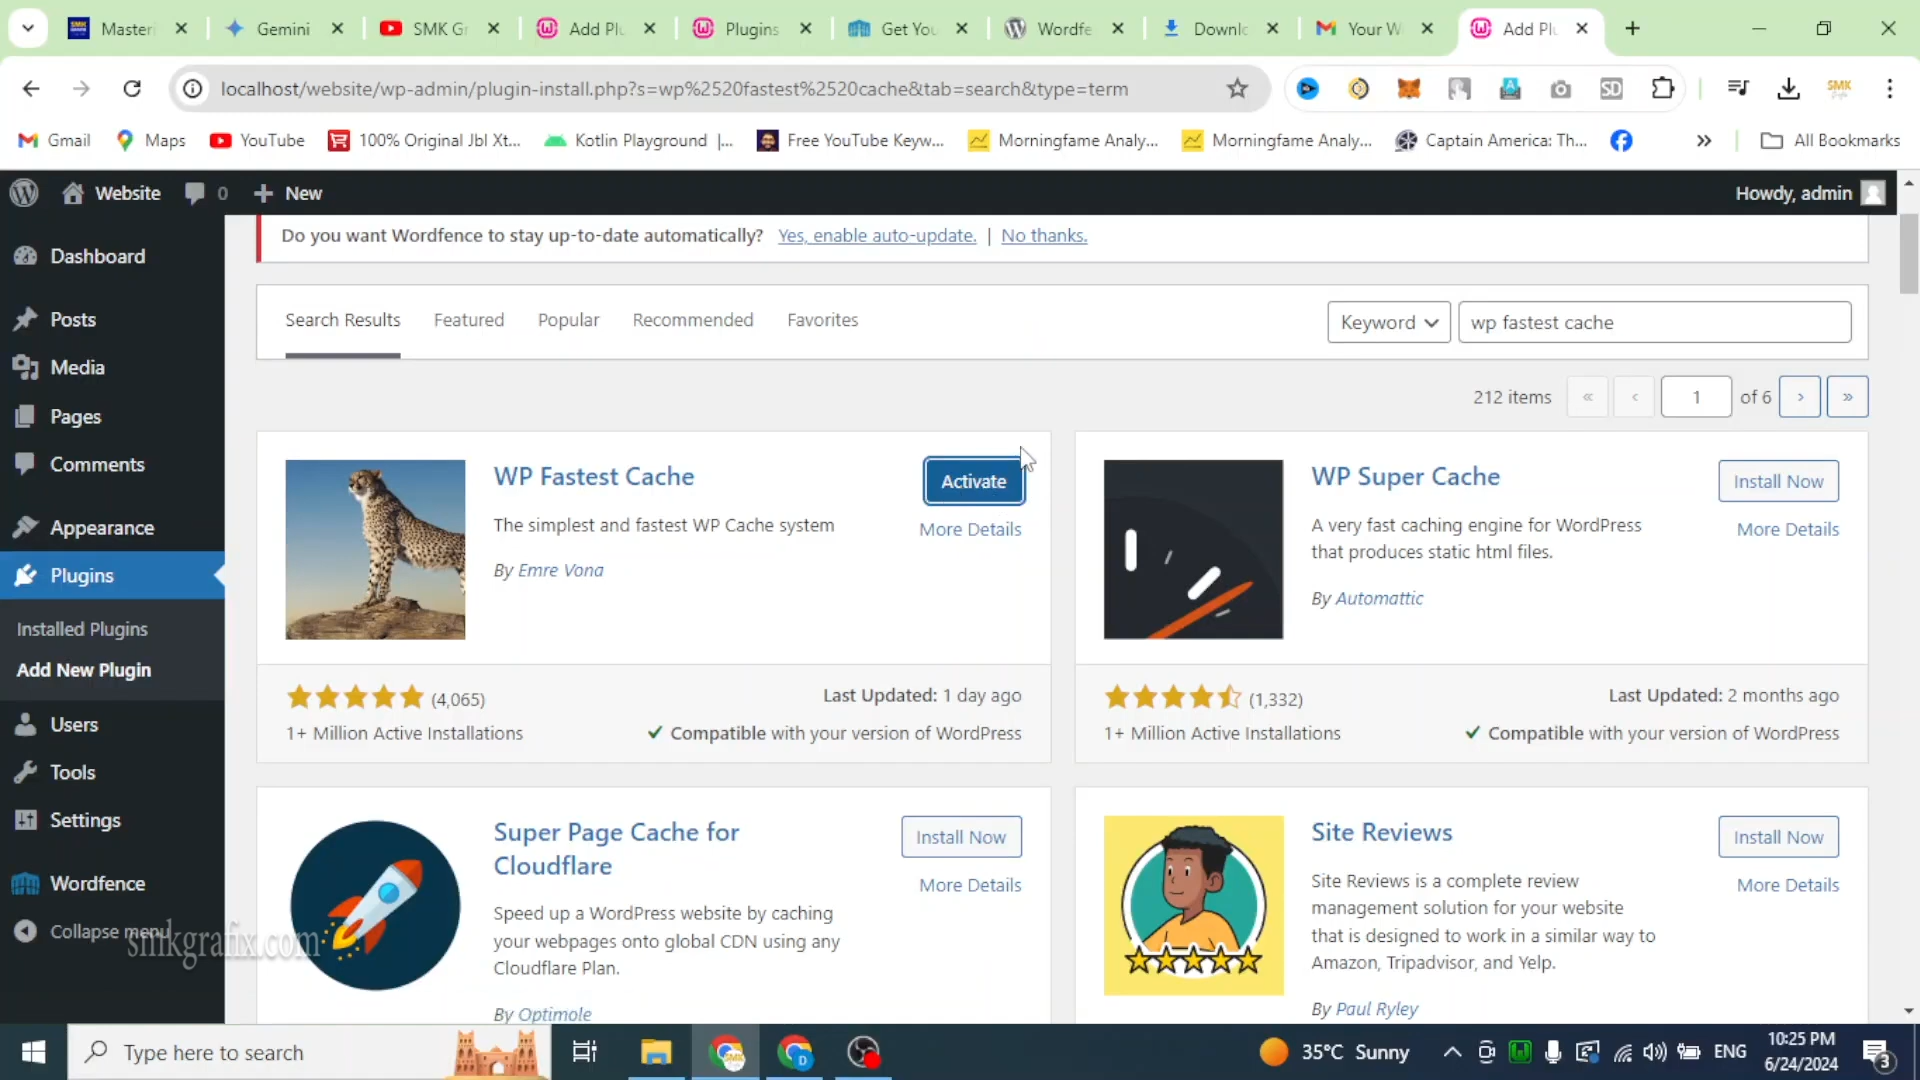 Master
Gemini
SMK Gr
Add Plu
Plugins
Get You
Wordfe
Downlo
Your W
Add Plu
localhost/website/wp-admin/plugin-install.php?s=wp%2520fastest%2520cache&tab=search&type=term
SMK
Gmail
Maps
YouTube
100% Original Jbl Xt...
Kotlin Playground |...
Free YouTube Keyw...
Morningfame Analy...
Morningfame Analy...
Captain America: Th...
All Bookmarks
Website
0
New
Howdy, admin
Do you want Wordfence to stay up-to-date automatically? Yes, enable auto-update. | No thanks.
Dashboard
Posts
Media
Pages
Comments
Appearance
Plugins
Installed Plugins
Add New Plugin
Users
Tools
Settings
Wordfence
Collapse menu
smkgrafix.com
Search Results
Featured
Popular
Recommended
Favorites
Keyword
wp fastest cache
212 items
«
‹
1
of 6
›
»
WP Fastest Cache
Activate
More Details
The simplest and fastest WP Cache system
By Emre Vona
(4,065)
Last Updated: 1 day ago
1+ Million Active Installations
Compatible with your version of WordPress
WP Super Cache
Install Now
More Details
A very fast caching engine for WordPress
that produces static html files.
By Automattic
(1,332)
Last Updated: 2 months ago
1+ Million Active Installations
Compatible with your version of WordPress
Super Page Cache for
Cloudflare
Install Now
More Details
Speed up a WordPress website by caching
your webpages onto global CDN using any
Cloudflare Plan.
By Optimole
Site Reviews
Install Now
More Details
Site Reviews is a complete review
management solution for your website
that is designed to work in a similar way to
Amazon, Tripadvisor, and Yelp.
By Paul Ryley
Type here to search
35°C Sunny
ENG
10:25 PM
6/24/2024
3